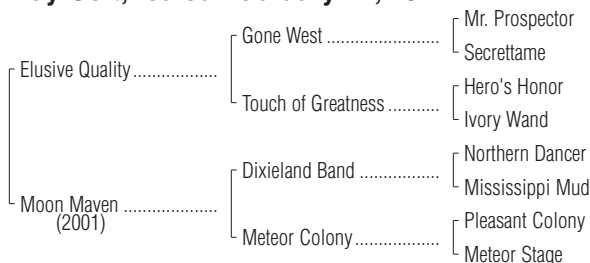 Mr. Prospector
Gone West
Secrettame
Elusive Quality
Hero's Honor
Touch of Greatness
Ivory Wand
Northern Dancer
Dixieland Band
Mississippi Mud
Moon Maven
(2001)
Pleasant Colony
Meteor Colony
Meteor Stage